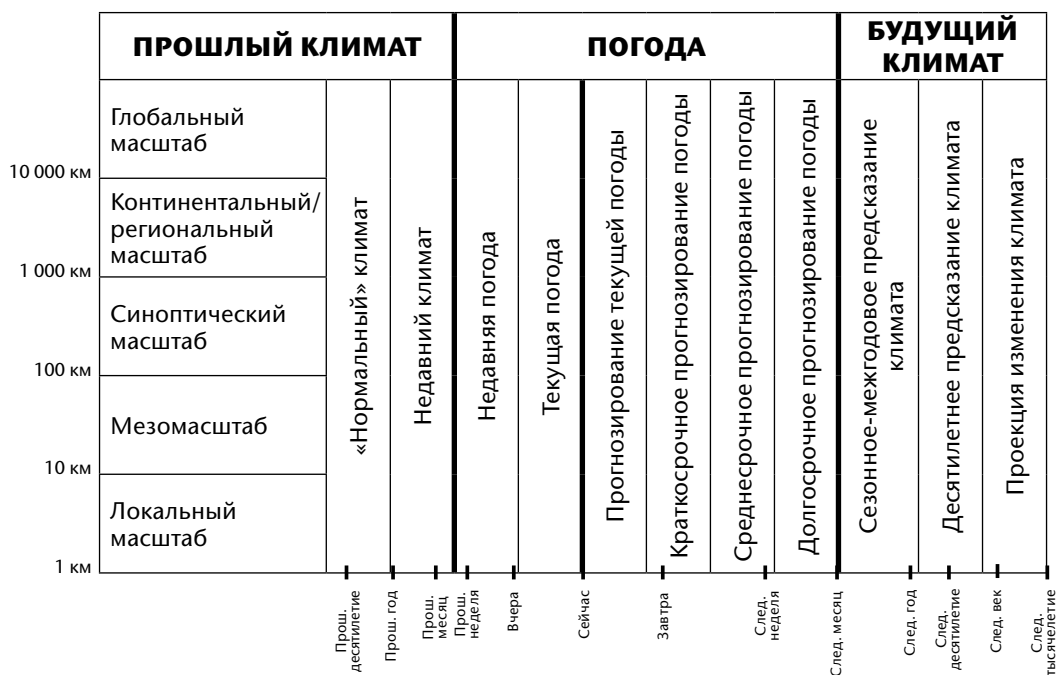 ПРОШЛЫЙ КЛИМАТ
ПОГОДА
БУДУЩИЙ
КЛИМАТ
Глобальный
масштаб
10 000 км
Континентальный/
региональный
масштаб
1 000 км
Синоптический
масштаб
100 км
Мезомасштаб
10 км
Локальный
масштаб
1 км
«Нормальный» климат
Недавний климат
Недавняя погода
Текущая погода
Прогнозирование текущей погоды
Краткосрочное прогнозирование погоды
Среднесрочное прогнозирование погоды
Долгосрочное прогнозирование погоды
Сезонное-межгодовое предсказание
климата
Десятилетнее предсказание климата
Проекция изменения климата
Прош.
десятилетие
Прош. год
Прош.
месяц
Прош.
неделя
Вчера
Сейчас
Завтра
След.
неделя
След. месяц
След. год
След.
десятилетие
След. век
След.
тысячелетие